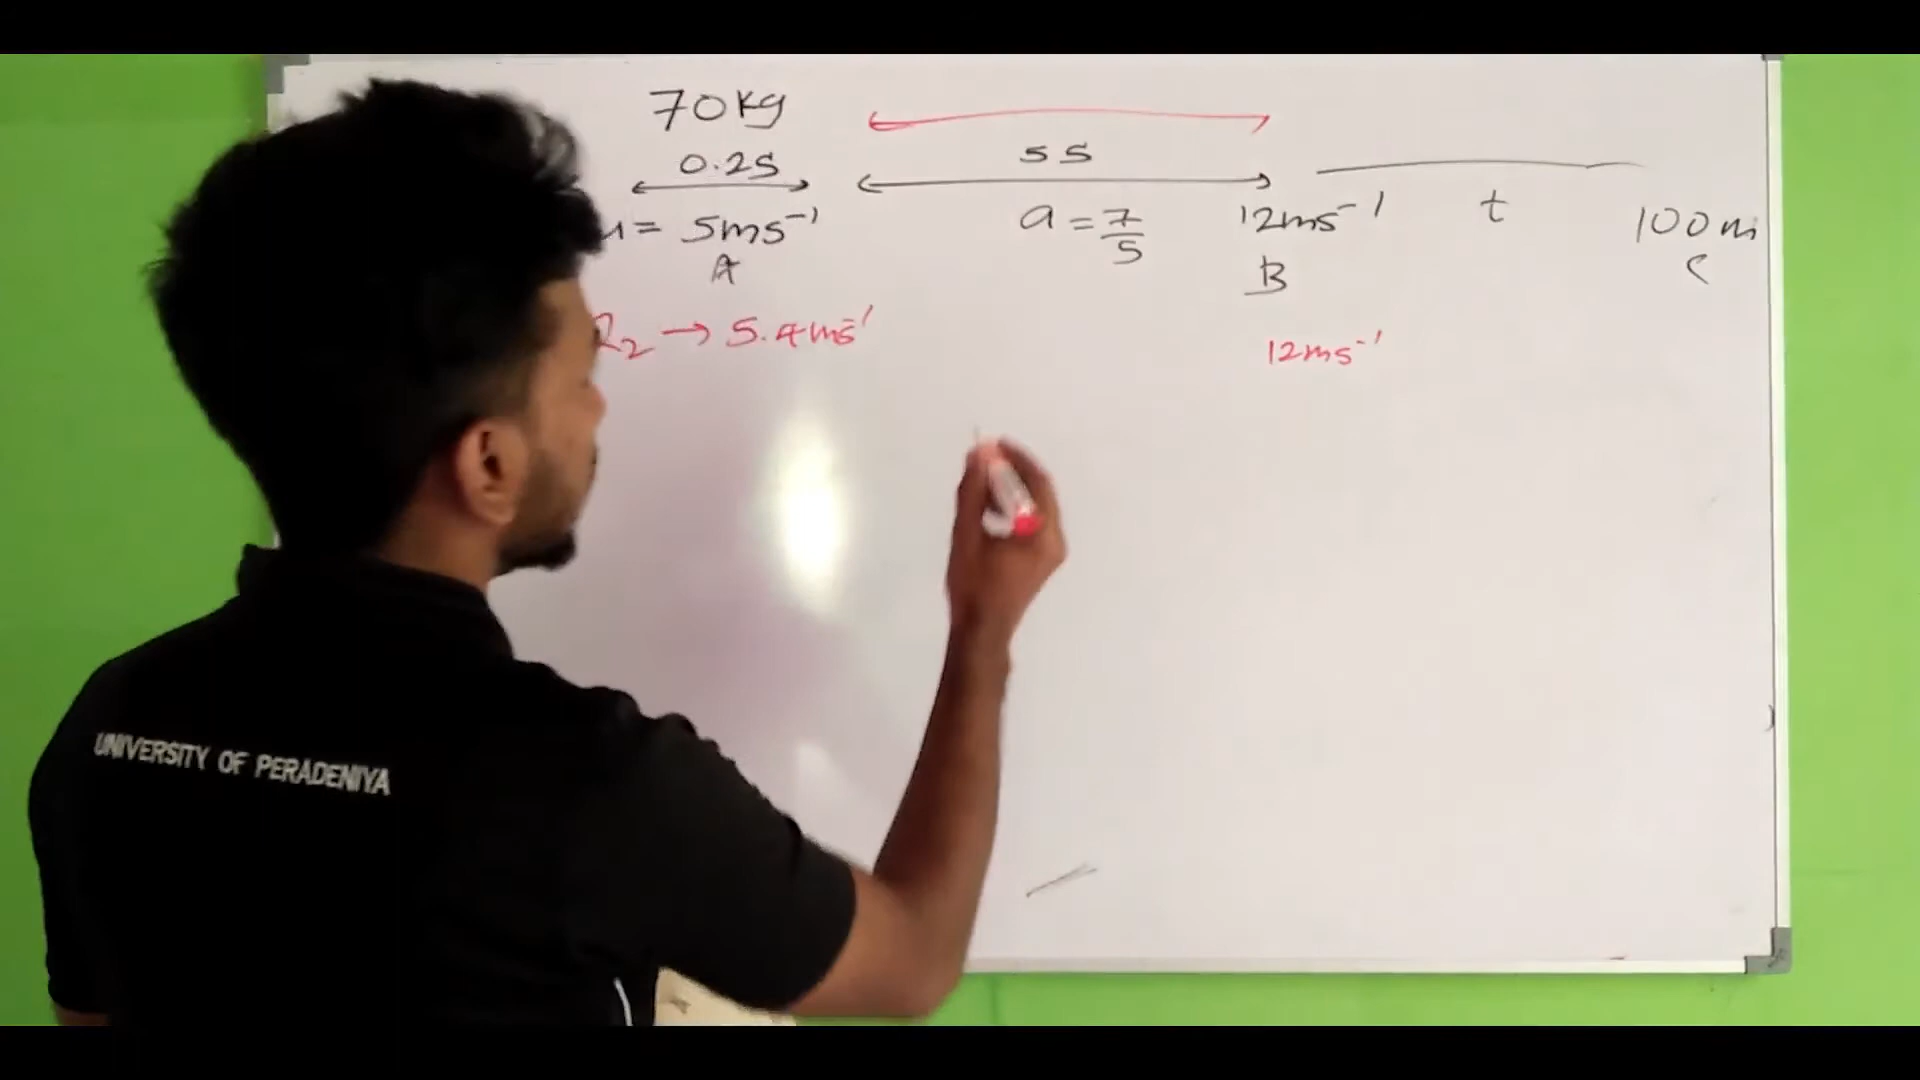 70kg
0.2s
5s
u = 5ms⁻¹
a = 7/5
12ms⁻¹
t
100m
A
B
C
R₂ → 5.4ms⁻¹
12ms⁻¹
UNIVERSITY OF PERADENIYA